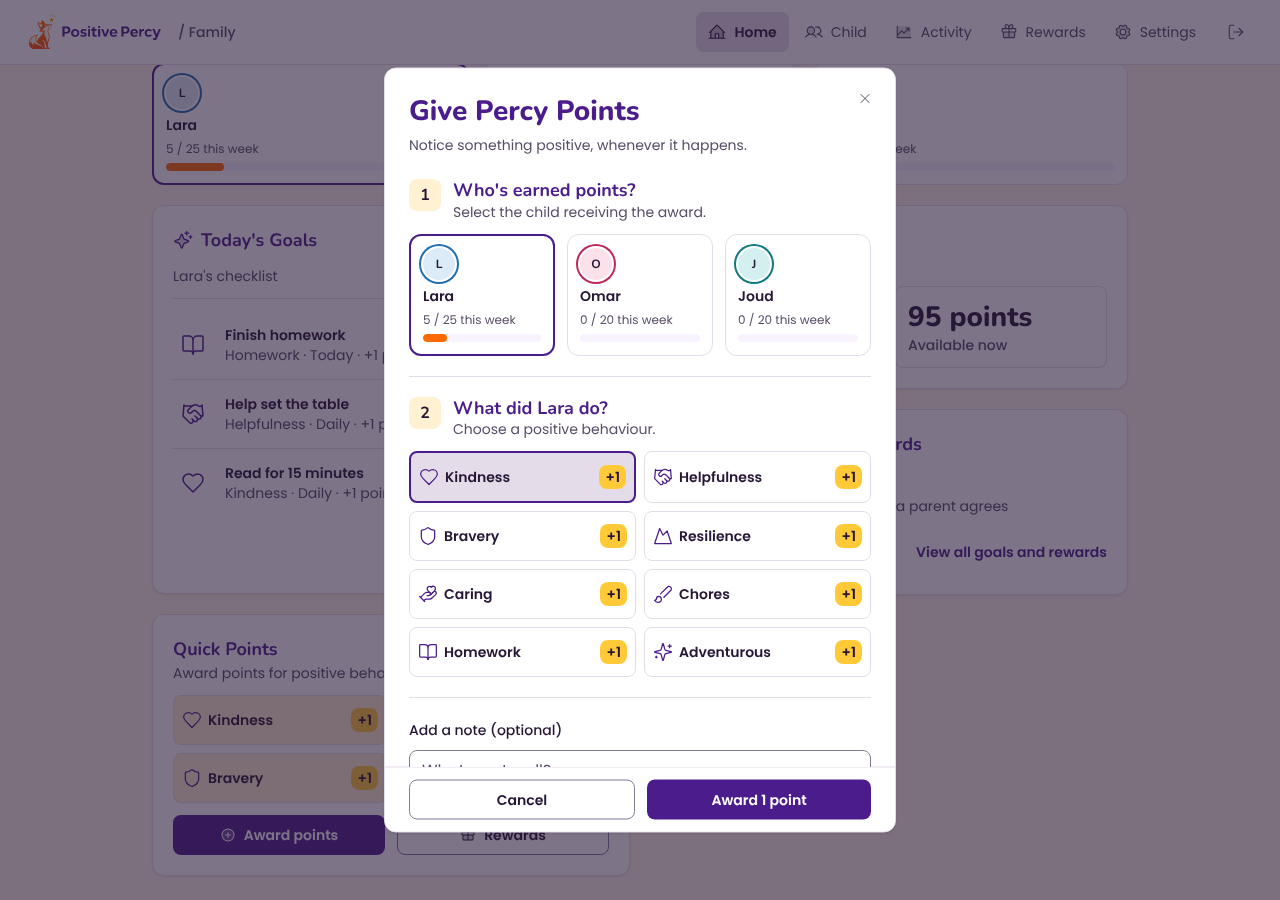 Positive Percy / Family
Home
Child
Activity
Rewards
Settings
L
Lara
5 / 25 this week
Today's Goals
Lara's checklist
Finish homework
Homework · Today · +1
Help set the table
Helpfulness · Daily · +1
Read for 15 minutes
Kindness · Daily · +1
95 points
Available now
a parent agrees
View all goals and rewards
Quick Points
Award points for positive
Kindness
+1
Bravery
+1
Award points
Rewards
Give Percy Points
Notice something positive, whenever it happens.
1
Who's earned points?
Select the child receiving the award.
L
Lara
5 / 25 this week
O
Omar
0 / 20 this week
J
Joud
0 / 20 this week
2
What did Lara do?
Choose a positive behaviour.
Kindness +1
Helpfulness +1
Bravery +1
Resilience +1
Caring +1
Chores +1
Homework +1
Adventurous +1
Add a note (optional)
Cancel
Award 1 point